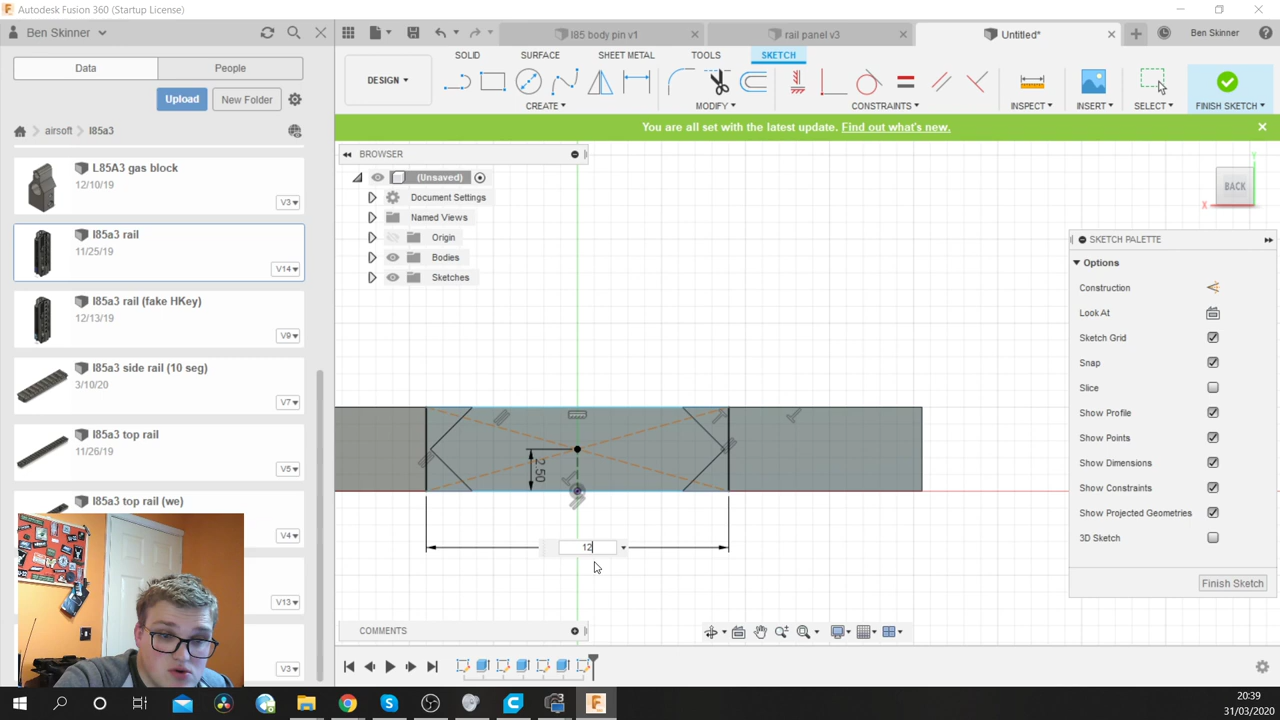 Autodesk Fusion 360 (Startup License)
Ben Skinner
Data
People
Upload
New Folder
airsoft
l85a3
L85A3 gas block
12/10/19
V3
l85a3 rail
11/25/19
V14
l85a3 rail (fake HKey)
12/13/19
V9
l85a3 side rail (10 seg)
3/10/20
V7
l85a3 top rail
11/26/19
V5
l85a3 top rail (we)
V4
V13
V3
l85 body pin v1
rail panel v3
Untitled*
Ben Skinner
DESIGN
SOLID
SURFACE
SHEET METAL
TOOLS
SKETCH
CREATE
MODIFY
CONSTRAINTS
INSPECT
INSERT
SELECT
FINISH SKETCH
You are all set with the latest update. Find out what's new.
BROWSER
(Unsaved)
Document Settings
Named Views
Origin
Bodies
Sketches
BACK
Y
X
SKETCH PALETTE
Options
Construction
Look At
Sketch Grid
Snap
Slice
Show Profile
Show Points
Show Dimensions
Show Constraints
Show Projected Geometries
3D Sketch
Finish Sketch
2.50
12
COMMENTS
20:39
31/03/2020